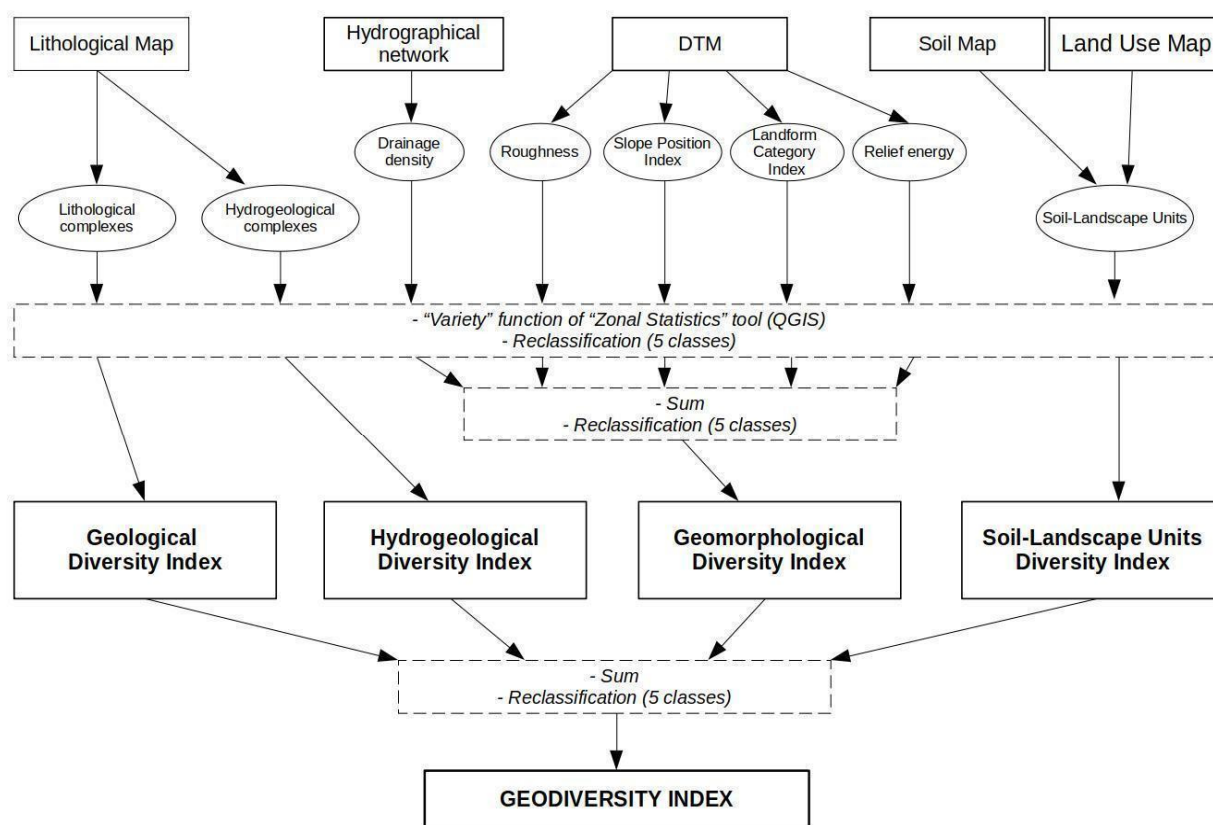 Lithological Map
Hydrographical
network
DTM
Soil Map
Land Use Map
Drainage
density
Roughness
Slope Position
Index
Landform
Category
Index
Relief energy
Lithological
complexes
Hydrogeological
complexes
Soil-Landscape Units
- “Variety” function of “Zonal Statistics” tool (QGIS)
- Reclassification (5 classes)
- Sum
- Reclassification (5 classes)
Geological
Diversity Index
Hydrogeological
Diversity Index
Geomorphological
Diversity Index
Soil-Landscape Units
Diversity Index
- Sum
- Reclassification (5 classes)
GEODIVERSITY INDEX